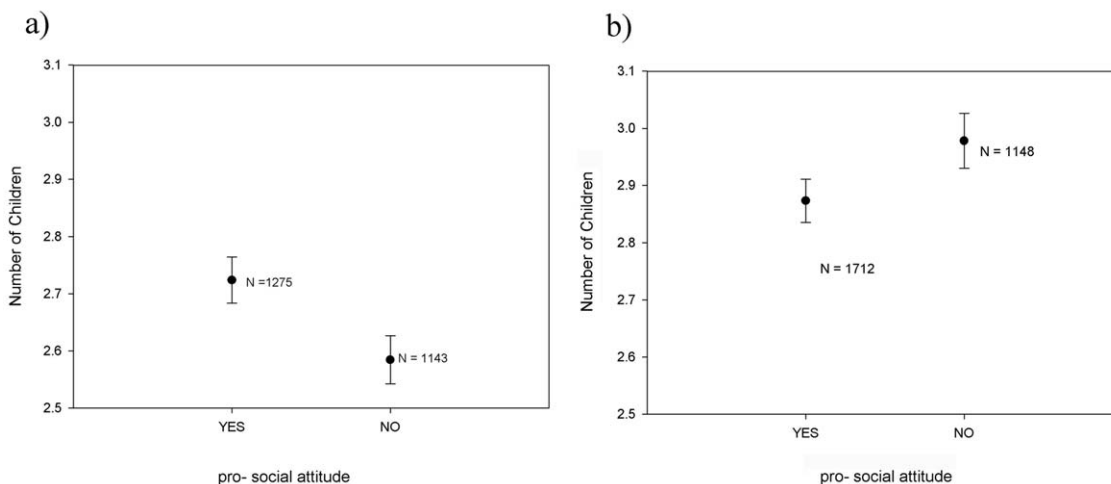 a)
3.1
3.0
2.9
2.8
2.7
2.6
2.5
Number of Children
N =1275
N = 1143
YES
NO
pro- social attitude
b)
3.1
3.0
2.9
2.8
2.7
2.6
2.5
Number of Children
N = 1148
N = 1712
YES
NO
pro- social attitude